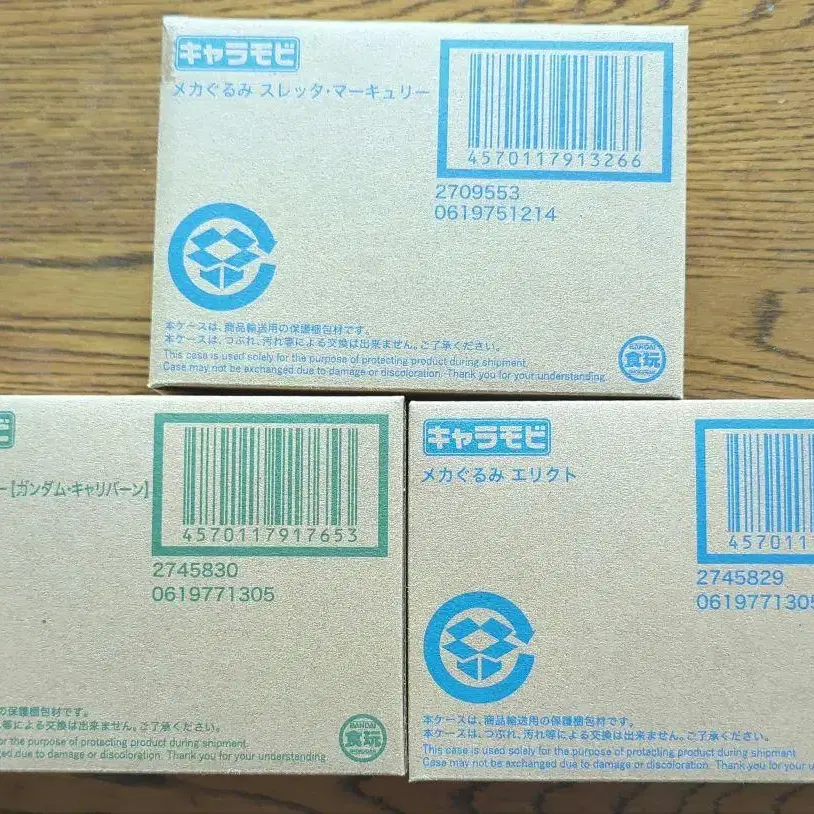 キャラモビ
メカぐるみ スレッタ・マーキュリー
4570117913266
2709553
0619751214
本ケースは、商品輸送用の保護梱包材です。
本ケースは、つぶれ、汚れ等による交換は出来ません。ご了承ください。
This case is used solely for the purpose of protecting product during shipment.
Case may not be exchanged due to damage or discoloration. Thank you for your understanding.
BANDAI
食玩
ビ
ー【ガンダム・キャリバーン】
4570117917653
2745830
0619771305
の保護梱包材です。
れ等による交換は出来ません。ご了承ください。
for the purpose of protecting product during shipment.
ged due to damage or discoloration. Thank you for your understanding
BANDAI
食玩
キャラモビ
メカぐるみ エリクト
4570117
2745829
0619771305
本ケースは、商品輸送用の保護梱包材です。
本ケースは、つぶれ、汚れ等による交換は出来ません。ご了承くださ
This case is used solely for the purpose of protecting product during shipment
Case may not be exchanged due to damage or discoloration. Thank you for your u